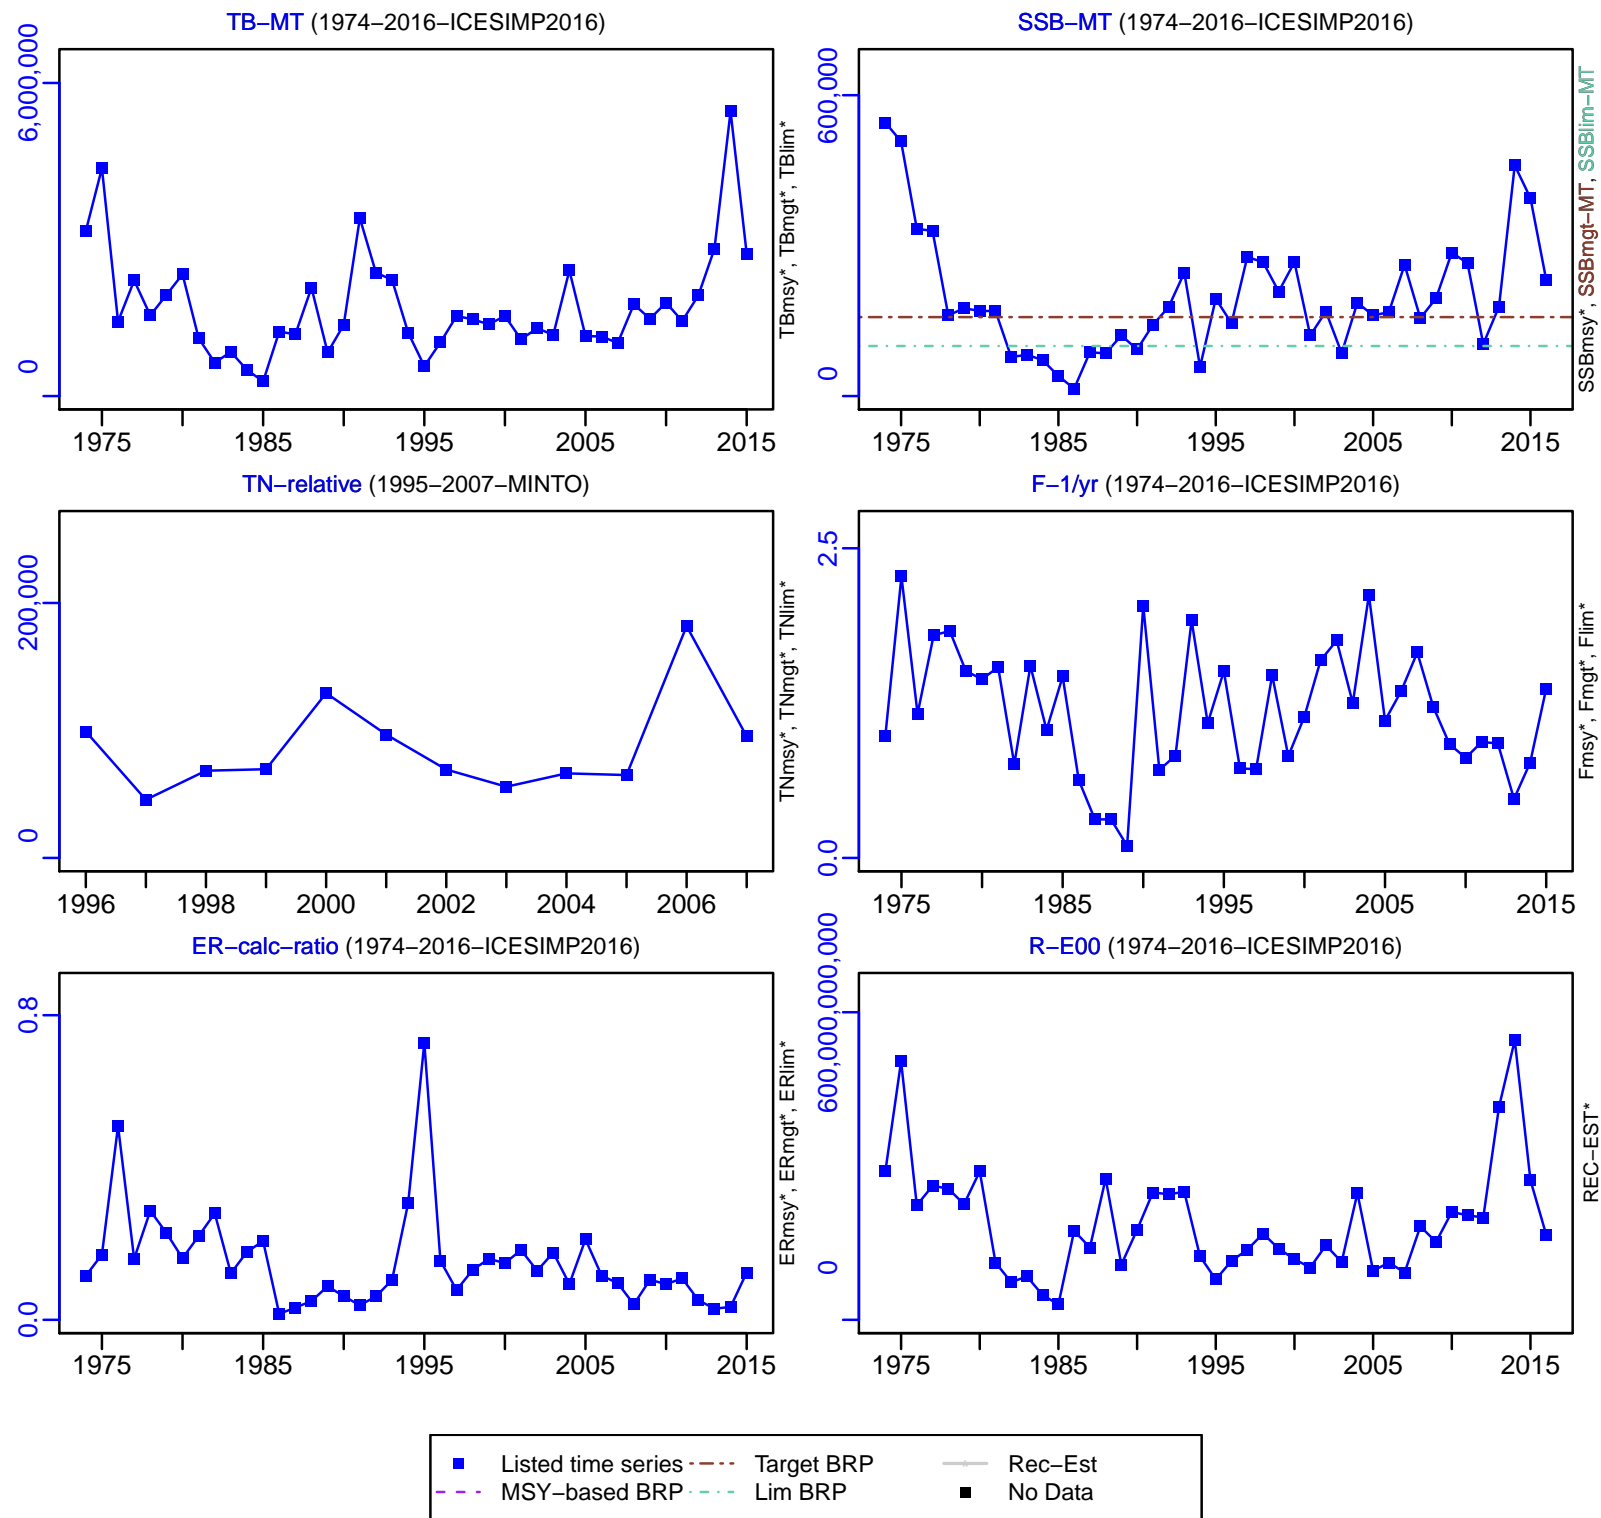 TB−MT (1974−2016−ICESIMP2016)
6,000,000
0
1975 1985 1995 2005 2015
TBmsy*, TBmgt*, TBlim*
SSB−MT (1974−2016−ICESIMP2016)
600,000
0
1975 1985 1995 2005 2015
SSBmsy*, SSBmgt−MT, SSBlim−MT
TN−relative (1995−2007−MINTO)
200,000
0
1996 1998 2000 2002 2004 2006
TNmsy*, TNmgt*, TNlim*
F−1/yr (1974−2016−ICESIMP2016)
2.5
0.0
1975 1985 1995 2005 2015
Fmsy*, Fmgt*, Flim*
ER−calc−ratio (1974−2016−ICESIMP2016)
0.8
0.0
1975 1985 1995 2005 2015
ERmsy*, ERmgt*, ERlim*
R−E00 (1974−2016−ICESIMP2016)
600,000,000,000
0
1975 1985 1995 2005 2015
REC−EST*
Listed time series Target BRP Rec−Est
MSY−based BRP Lim BRP No Data